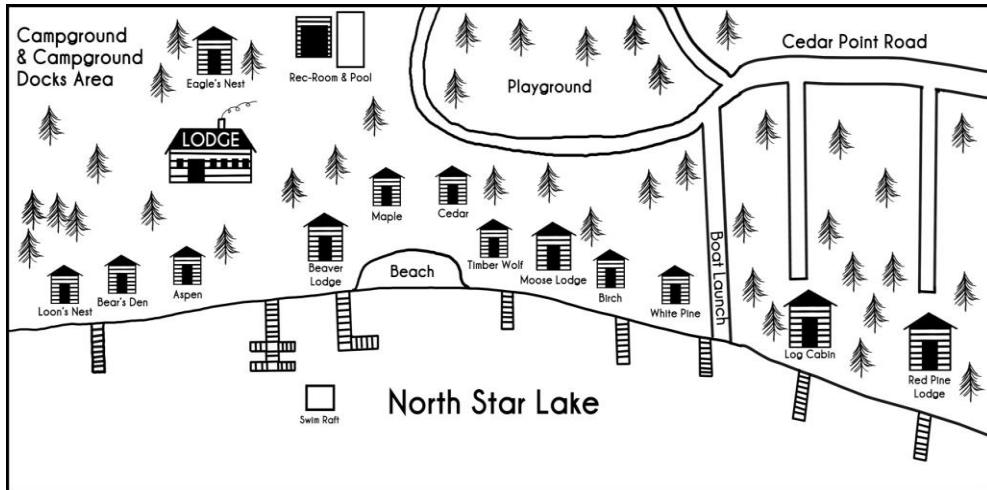 Campground
& Campground
Docks Area
Eagle's Nest
Rec-Room & Pool
Playground
Cedar Point Road
LODGE
Maple
Cedar
Loon's Nest
Bear's Den
Aspen
Beaver
Lodge
Beach
Timber Wolf
Moose Lodge
Birch
White Pine
Boat Launch
Log Cabin
Red Pine
Lodge
Swim Raft
North Star Lake